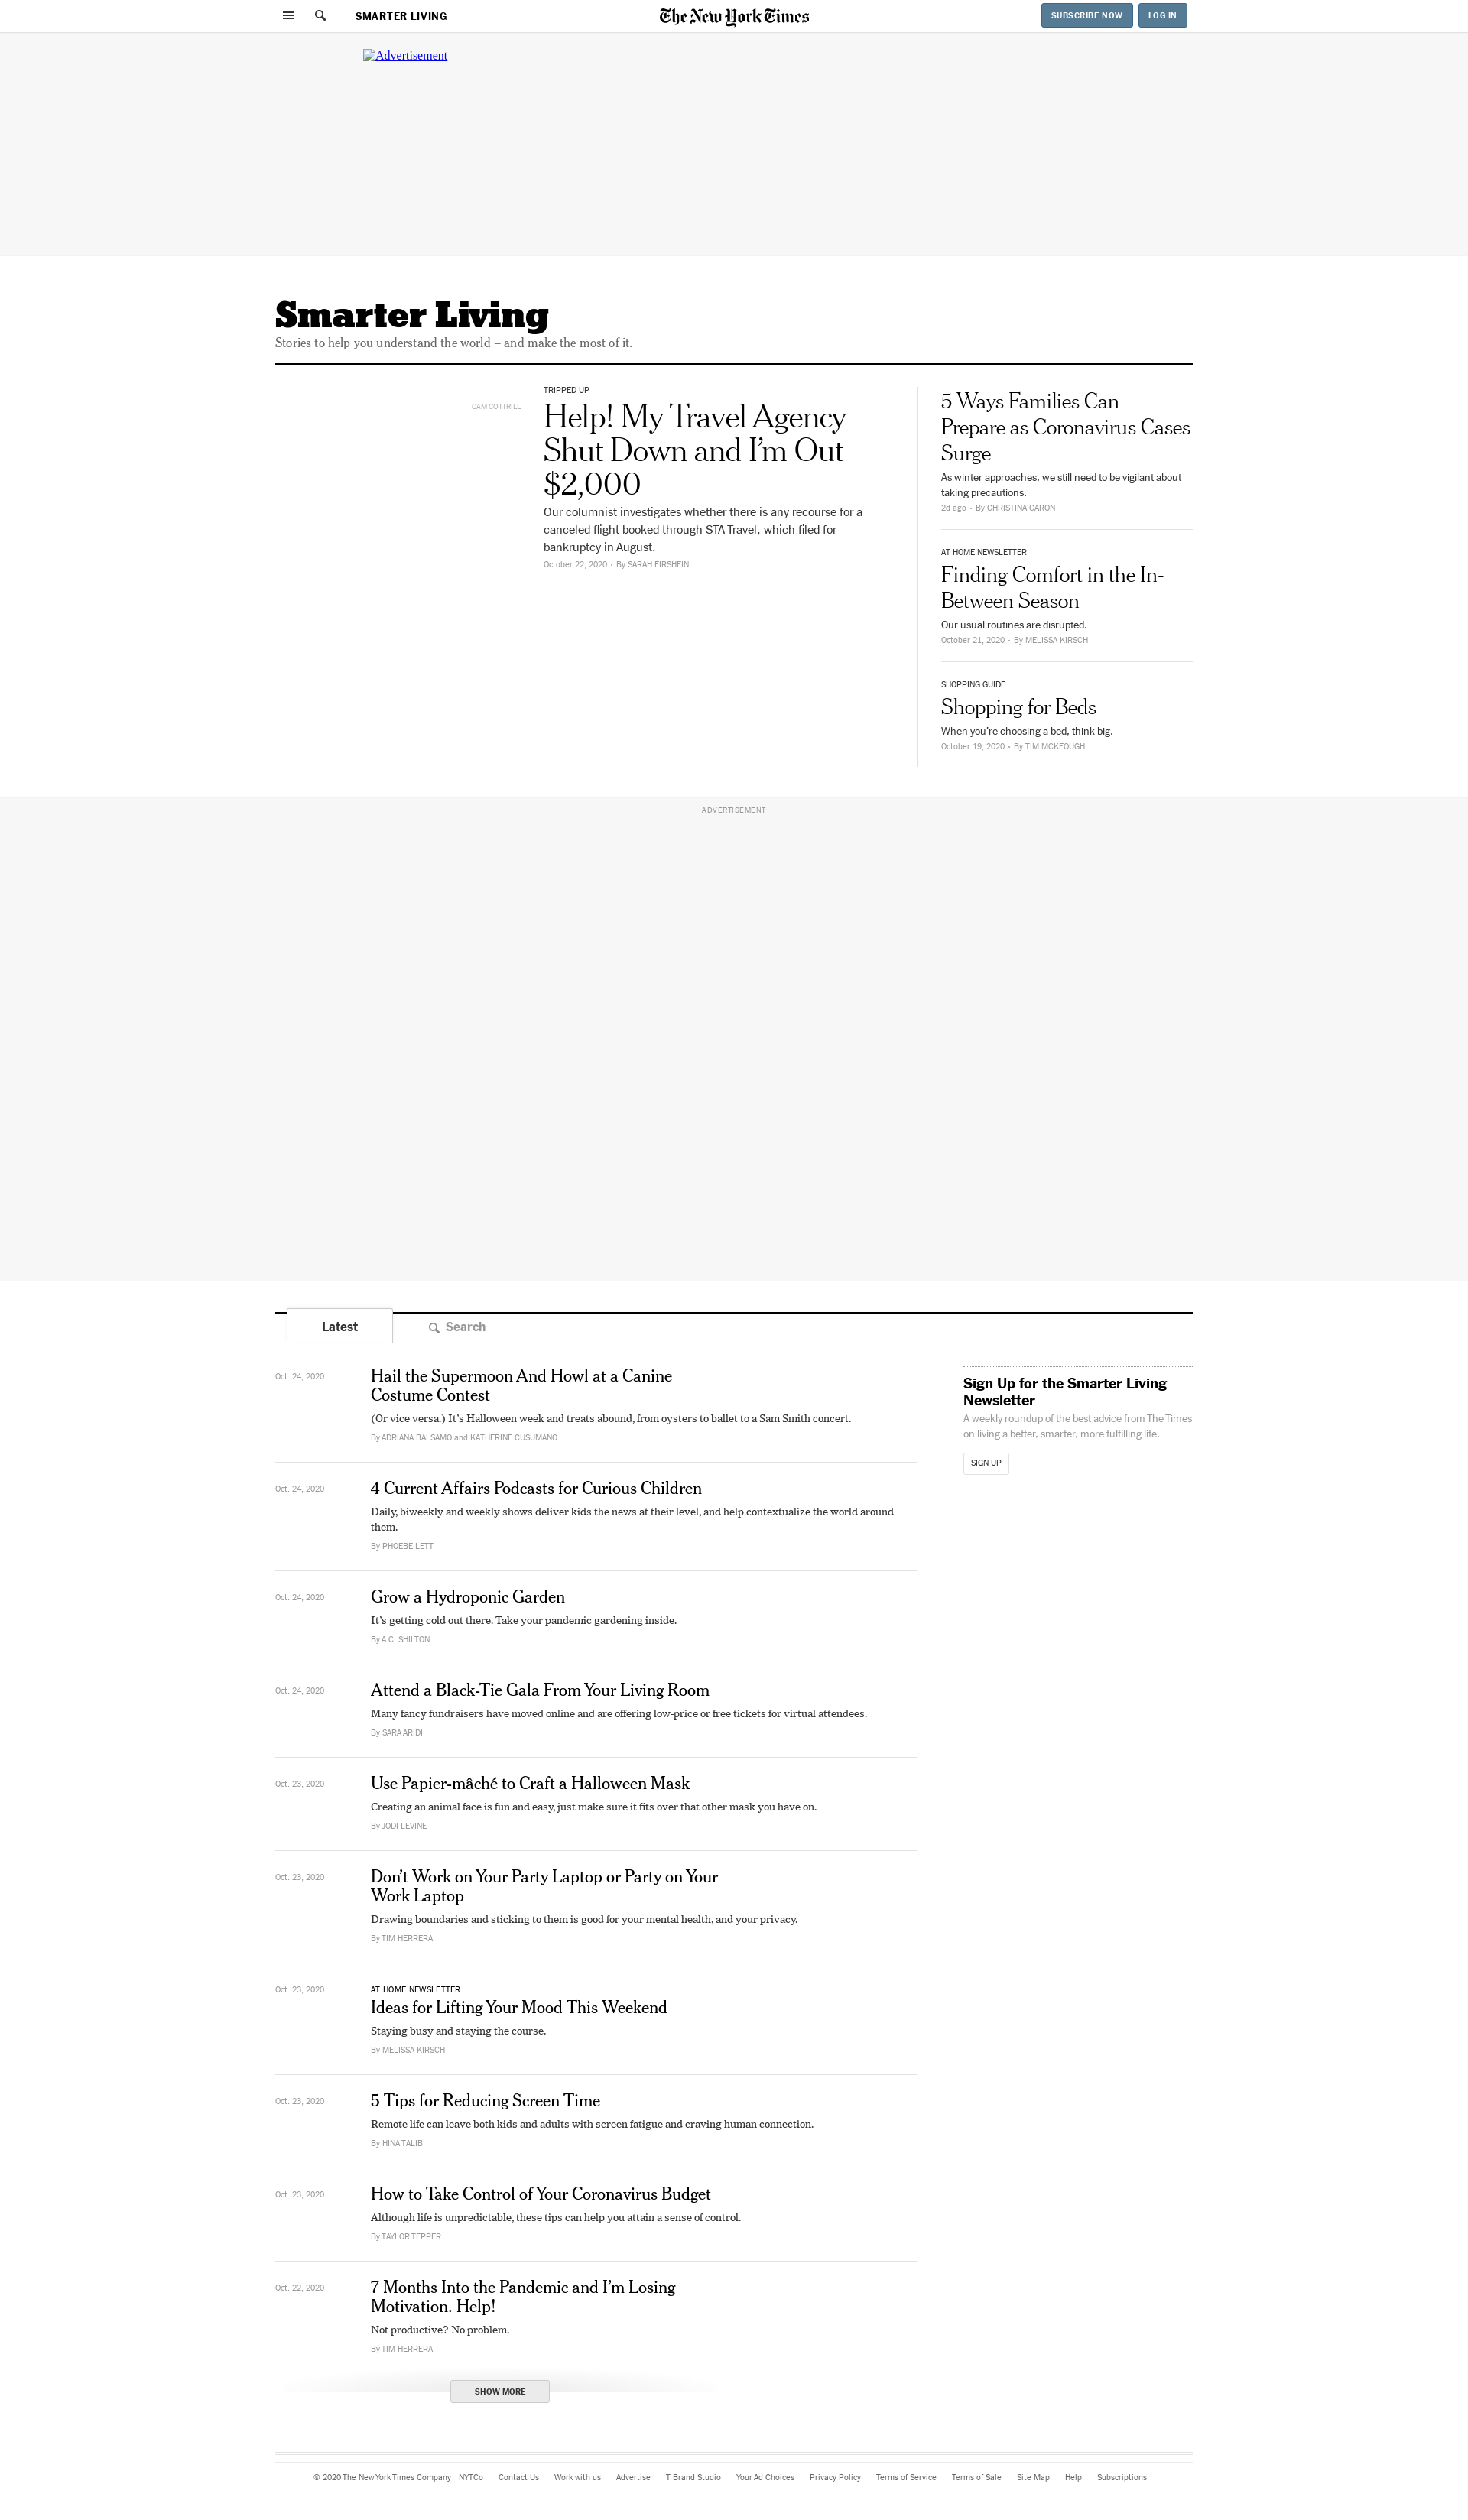 SMARTER LIVING
The New York Times
SUBSCRIBE NOW
LOG IN
Advertisement
Smarter Living
Stories to help you understand the world – and make the most of it.
CAM COTTRILL
TRIPPED UP
Help! My Travel Agency
Shut Down and I’m Out
$2,000
Our columnist investigates whether there is any recourse for a
canceled flight booked through STA Travel, which filed for
bankruptcy in August.
October 22, 2020 • By SARAH FIRSHEIN
5 Ways Families Can
Prepare as Coronavirus Cases
Surge
As winter approaches, we still need to be vigilant about
taking precautions.
2d ago • By CHRISTINA CARON
AT HOME NEWSLETTER
Finding Comfort in the In-
Between Season
Our usual routines are disrupted.
October 21, 2020 • By MELISSA KIRSCH
SHOPPING GUIDE
Shopping for Beds
When you’re choosing a bed, think big.
October 19, 2020 • By TIM MCKEOUGH
ADVERTISEMENT
Latest
Search
Oct. 24, 2020
Hail the Supermoon And Howl at a Canine
Costume Contest
(Or vice versa.) It’s Halloween week and treats abound, from oysters to ballet to a Sam Smith concert.
By ADRIANA BALSAMO and KATHERINE CUSUMANO
Oct. 24, 2020
4 Current Affairs Podcasts for Curious Children
Daily, biweekly and weekly shows deliver kids the news at their level, and help contextualize the world around
them.
By PHOEBE LETT
Oct. 24, 2020
Grow a Hydroponic Garden
It’s getting cold out there. Take your pandemic gardening inside.
By A.C. SHILTON
Oct. 24, 2020
Attend a Black-Tie Gala From Your Living Room
Many fancy fundraisers have moved online and are offering low-price or free tickets for virtual attendees.
By SARA ARIDI
Oct. 23, 2020
Use Papier-mâché to Craft a Halloween Mask
Creating an animal face is fun and easy, just make sure it fits over that other mask you have on.
By JODI LEVINE
Oct. 23, 2020
Don’t Work on Your Party Laptop or Party on Your
Work Laptop
Drawing boundaries and sticking to them is good for your mental health, and your privacy.
By TIM HERRERA
Oct. 23, 2020
AT HOME NEWSLETTER
Ideas for Lifting Your Mood This Weekend
Staying busy and staying the course.
By MELISSA KIRSCH
Oct. 23, 2020
5 Tips for Reducing Screen Time
Remote life can leave both kids and adults with screen fatigue and craving human connection.
By HINA TALIB
Oct. 23, 2020
How to Take Control of Your Coronavirus Budget
Although life is unpredictable, these tips can help you attain a sense of control.
By TAYLOR TEPPER
Oct. 22, 2020
7 Months Into the Pandemic and I’m Losing
Motivation. Help!
Not productive? No problem.
By TIM HERRERA
SHOW MORE
Sign Up for the Smarter Living
Newsletter
A weekly roundup of the best advice from The Times
on living a better, smarter, more fulfilling life.
SIGN UP
© 2020 The New York Times Company NYTCo Contact Us Work with us Advertise T Brand Studio Your Ad Choices Privacy Policy Terms of Service Terms of Sale Site Map Help Subscriptions